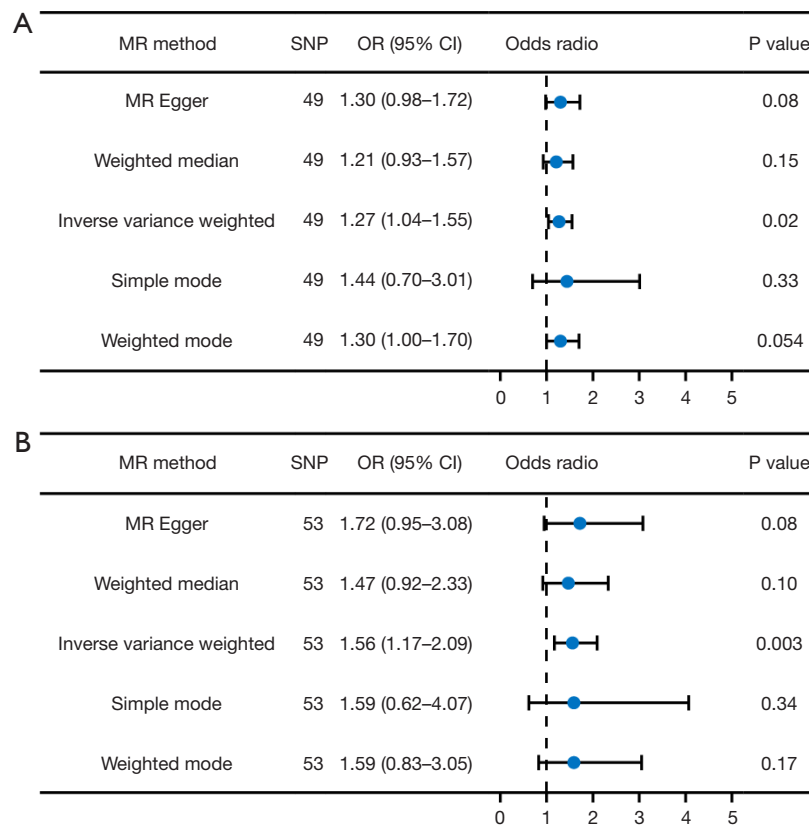 A
MR method SNP OR (95% CI) Odds radio P value
MR Egger 49 1.30 (0.98–1.72) 0.08
Weighted median 49 1.21 (0.93–1.57) 0.15
Inverse variance weighted 49 1.27 (1.04–1.55) 0.02
Simple mode 49 1.44 (0.70–3.01) 0.33
Weighted mode 49 1.30 (1.00–1.70) 0.054
0 1 2 3 4 5
B
MR method SNP OR (95% CI) Odds radio P value
MR Egger 53 1.72 (0.95–3.08) 0.08
Weighted median 53 1.47 (0.92–2.33) 0.10
Inverse variance weighted 53 1.56 (1.17–2.09) 0.003
Simple mode 53 1.59 (0.62–4.07) 0.34
Weighted mode 53 1.59 (0.83–3.05) 0.17
0 1 2 3 4 5